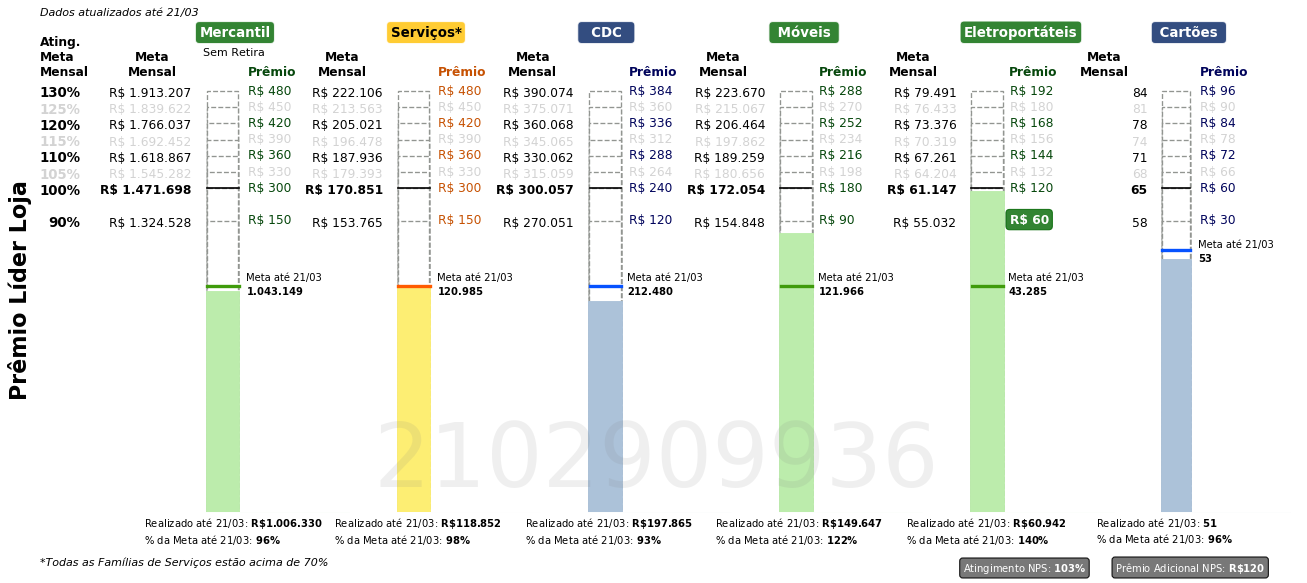 Dados atualizados até 21/03
Mercantil Serviços* CDC Móveis Eletroportáteis Cartões
Sem Retira
Ating. Meta Mensal Meta Mensal Prêmio Meta Mensal Prêmio Meta Mensal Prêmio Meta Mensal Prêmio Meta Mensal Prêmio Meta Mensal Prêmio
130% R$ 1.913.207 R$ 480 R$ 222.106 R$ 480 R$ 390.074 R$ 384 R$ 223.670 R$ 288 R$ 79.491 R$ 192 84 R$ 96
125% R$ 1.839.622 R$ 450 R$ 213.563 R$ 450 R$ 375.071 R$ 360 R$ 215.067 R$ 270 R$ 76.433 R$ 180 81 R$ 90
120% R$ 1.766.037 R$ 420 R$ 205.021 R$ 420 R$ 360.068 R$ 336 R$ 206.464 R$ 252 R$ 73.376 R$ 168 78 R$ 84
115% R$ 1.692.452 R$ 390 R$ 196.478 R$ 390 R$ 345.065 R$ 312 R$ 197.862 R$ 234 R$ 70.319 R$ 156 74 R$ 78
110% R$ 1.618.867 R$ 360 R$ 187.936 R$ 360 R$ 330.062 R$ 288 R$ 189.259 R$ 216 R$ 67.261 R$ 144 71 R$ 72
105% R$ 1.545.282 R$ 330 R$ 179.393 R$ 330 R$ 315.059 R$ 264 R$ 180.656 R$ 198 R$ 64.204 R$ 132 68 R$ 66
100% R$ 1.471.698 R$ 300 R$ 170.851 R$ 300 R$ 300.057 R$ 240 R$ 172.054 R$ 180 R$ 61.147 R$ 120 65 R$ 60
90% R$ 1.324.528 R$ 150 R$ 153.765 R$ 150 R$ 270.051 R$ 120 R$ 154.848 R$ 90 R$ 55.032 R$ 60 58 R$ 30
Meta até 21/03
53
Meta até 21/03 Meta até 21/03 Meta até 21/03 Meta até 21/03 Meta até 21/03
1.043.149 120.985 212.480 121.966 43.285
Prêmio Líder Loja
2102909936
Realizado até 21/03: R$1.006.330 Realizado até 21/03: R$118.852 Realizado até 21/03: R$197.865 Realizado até 21/03: R$149.647 Realizado até 21/03: R$60.942 Realizado até 21/03: 51
% da Meta até 21/03: 96% % da Meta até 21/03: 98% % da Meta até 21/03: 93% % da Meta até 21/03: 122% % da Meta até 21/03: 140% % da Meta até 21/03: 96%
*Todas as Famílias de Serviços estão acima de 70%
Atingimento NPS: 103% Prêmio Adicional NPS: R$120